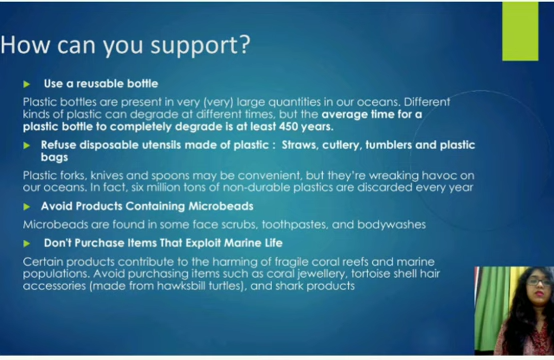 How can you support?
Use a reusable bottle
Plastic bottles are present in very (very) large quantities in our oceans. Different
kinds of plastic can degrade at different times, but the average time for a
plastic bottle to completely degrade is at least 450 years.
Refuse disposable utensils made of plastic : Straws, cutlery, tumblers and plastic
bags
Plastic forks, knives and spoons may be convenient, but they're wreaking havoc on
our oceans. In fact, six million tons of non-durable plastics are discarded every year
Avoid Products Containing Microbeads
Microbeads are found in some face scrubs, toothpastes, and bodywashes
Don't Purchase Items That Exploit Marine Life
Certain products contribute to the harming of fragile coral reefs and marine
populations. Avoid purchasing items such as coral jewellery, tortoise shell hair
accessories (made from hawksbill turtles), and shark products